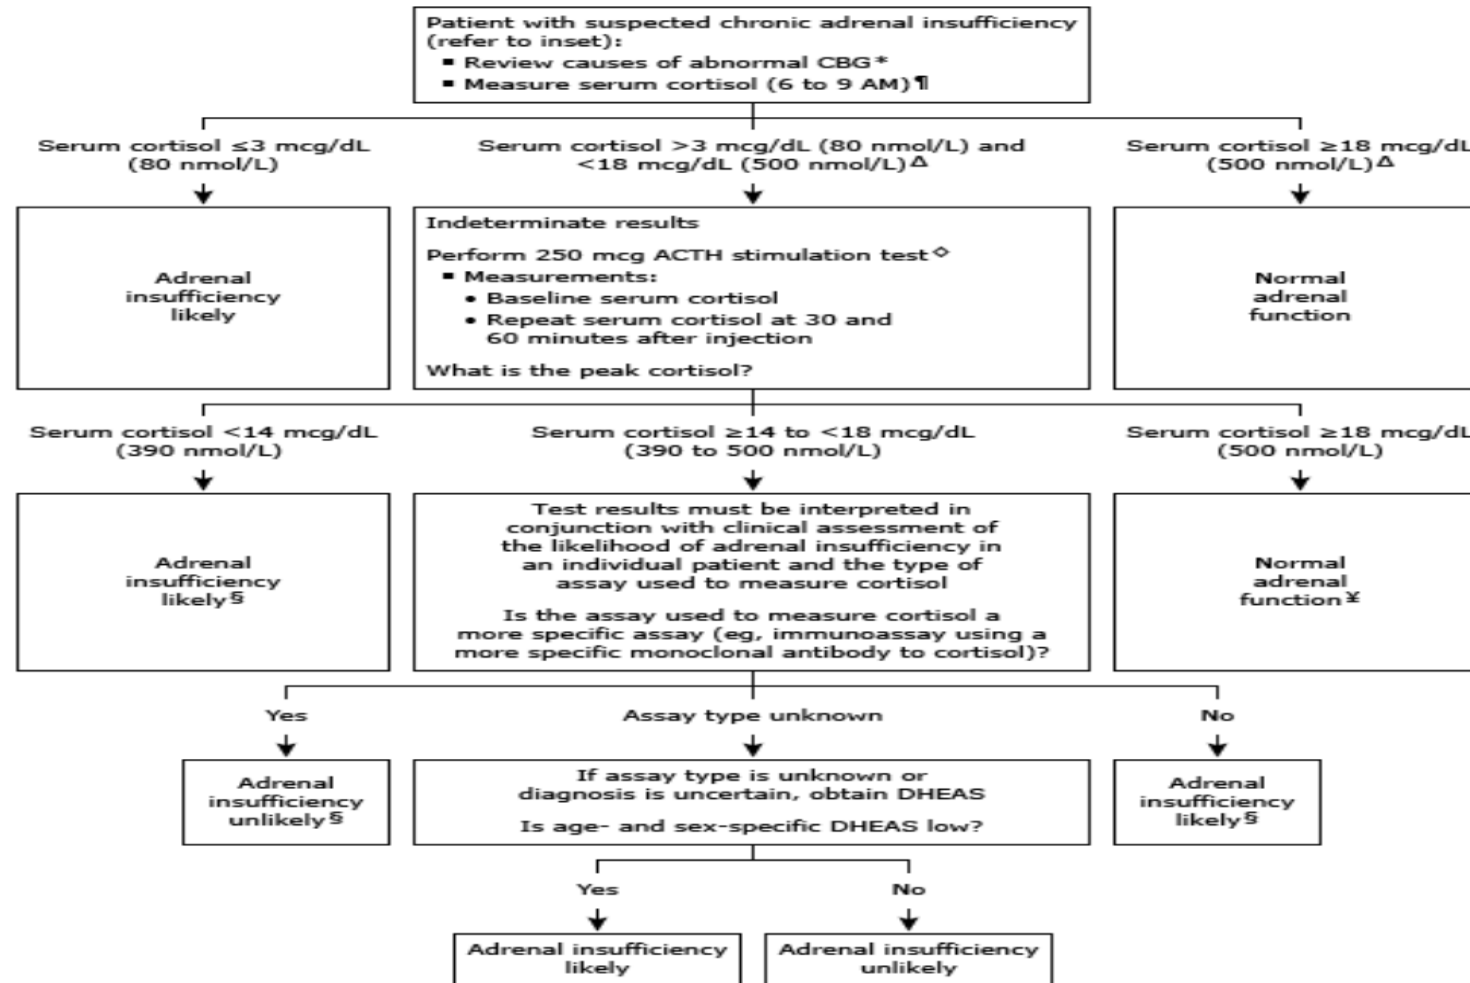 Patient with suspected chronic adrenal insufficiency
(refer to inset):
▪ Review causes of abnormal CBG*
▪ Measure serum cortisol (6 to 9 AM)¶
Serum cortisol ≤3 mcg/dL
(80 nmol/L)
Serum cortisol >3 mcg/dL (80 nmol/L) and
<18 mcg/dL (500 nmol/L)Δ
Serum cortisol ≥18 mcg/dL
(500 nmol/L)Δ
Adrenal
insufficiency
likely
Indeterminate results
Perform 250 mcg ACTH stimulation test◇
▪ Measurements:
• Baseline serum cortisol
• Repeat serum cortisol at 30 and
60 minutes after injection
What is the peak cortisol?
Normal
adrenal
function
Serum cortisol <14 mcg/dL
(390 nmol/L)
Serum cortisol ≥14 to <18 mcg/dL
(390 to 500 nmol/L)
Serum cortisol ≥18 mcg/dL
(500 nmol/L)
Adrenal
insufficiency
likely§
Test results must be interpreted in
conjunction with clinical assessment of
the likelihood of adrenal insufficiency in
an individual patient and the type of
assay used to measure cortisol
Is the assay used to measure cortisol a
more specific assay (eg, immunoassay using a
more specific monoclonal antibody to cortisol)?
Normal
adrenal
function¥
Yes
Assay type unknown
No
Adrenal
insufficiency
unlikely§
If assay type is unknown or
diagnosis is uncertain, obtain DHEAS
Is age- and sex-specific DHEAS low?
Adrenal
insufficiency
likely§
Yes
No
Adrenal insufficiency
likely
Adrenal insufficiency
unlikely